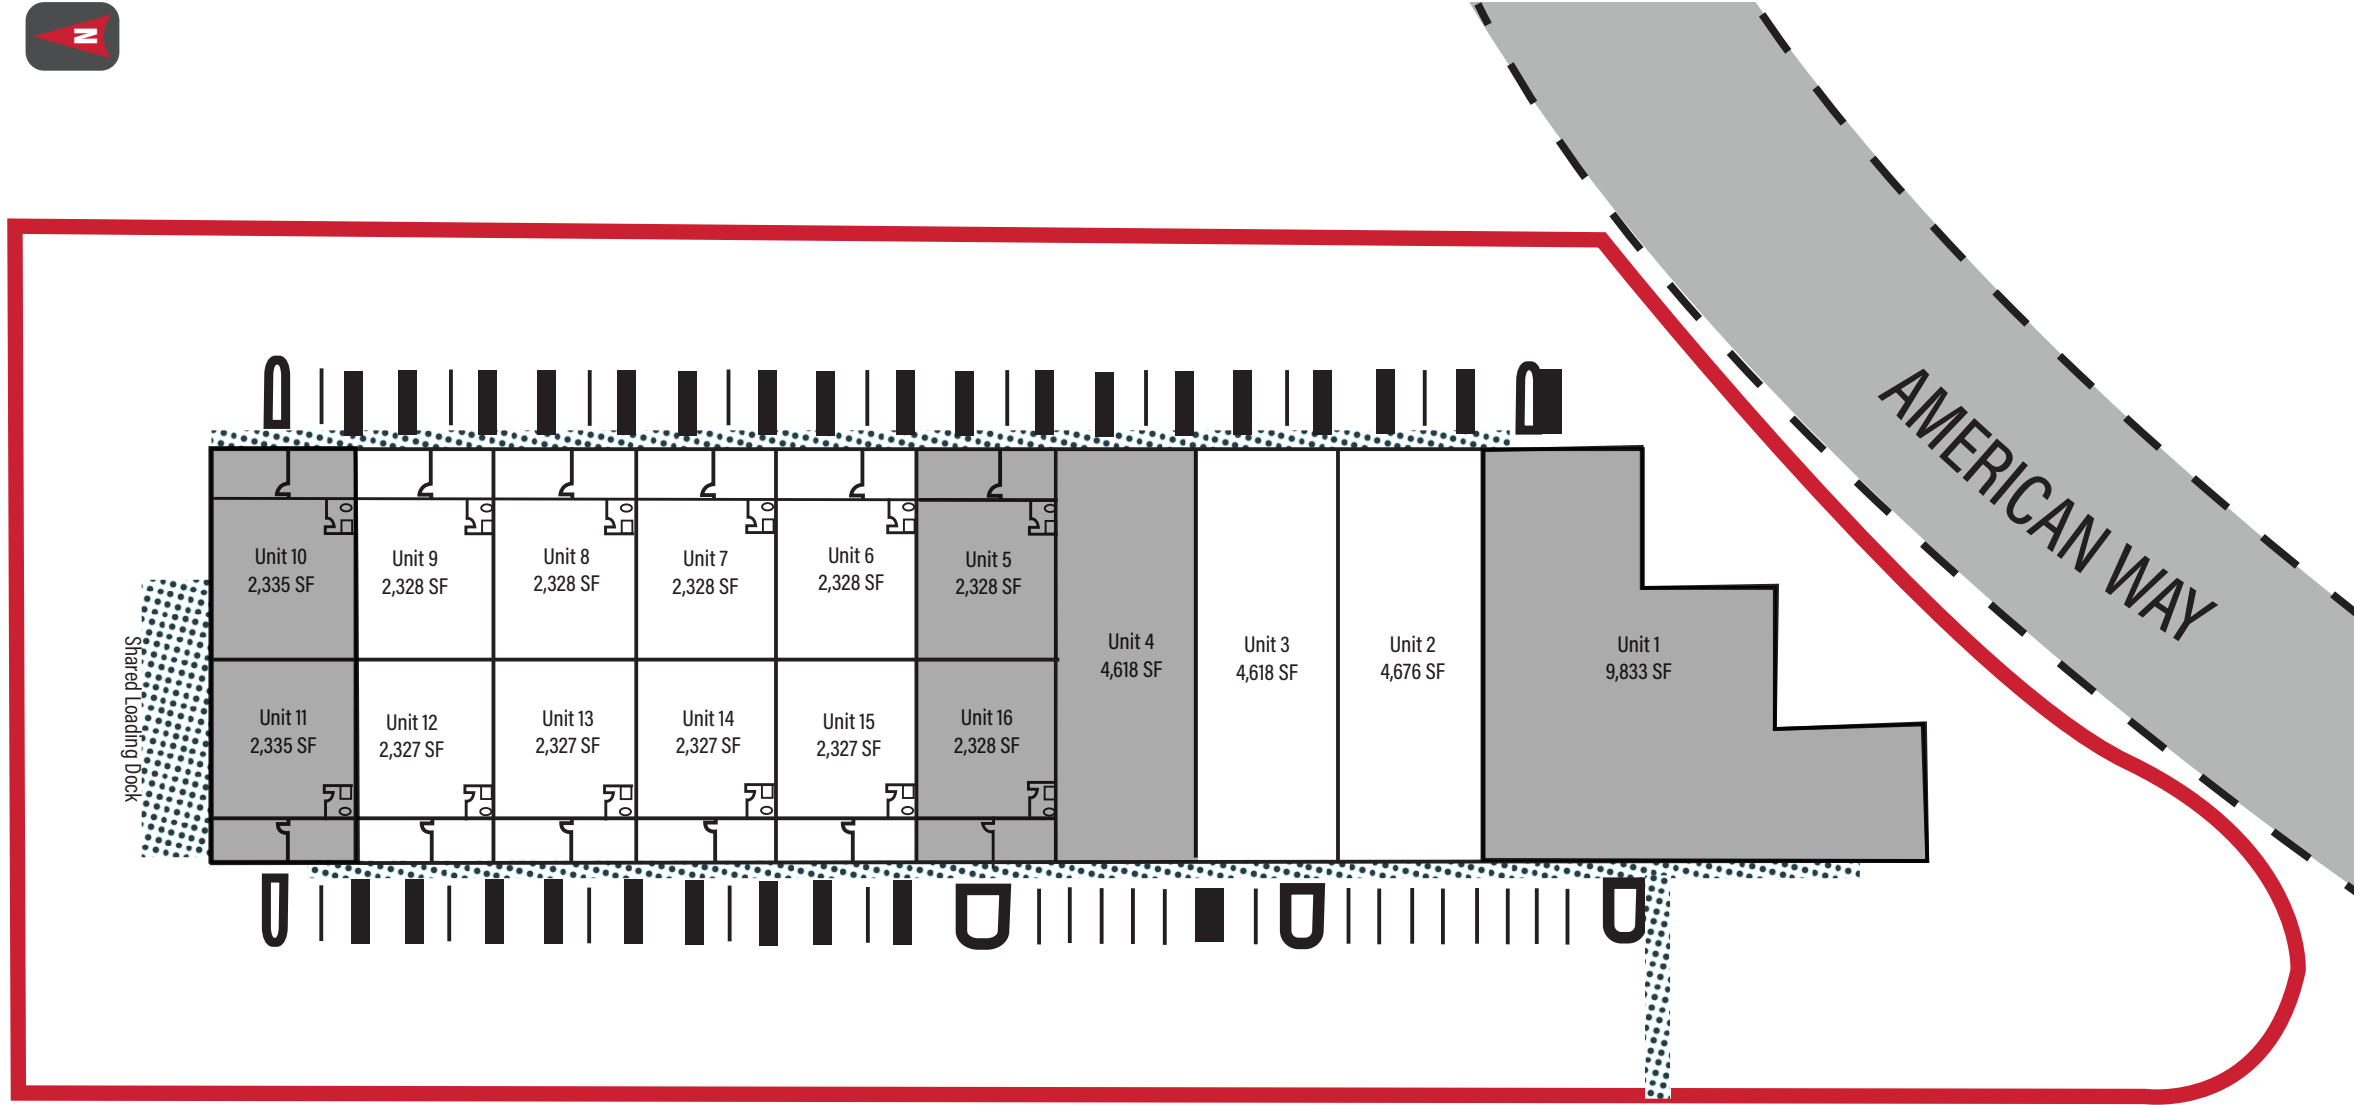 N
AMERICAN WAY
Unit 10
2,335 SF
Unit 9
2,328 SF
Unit 8
2,328 SF
Unit 7
2,328 SF
Unit 6
2,328 SF
Unit 5
2,328 SF
Unit 4
4,618 SF
Unit 3
4,618 SF
Unit 2
4,676 SF
Unit 1
9,833 SF
Shared Loading Dock
Unit 11
2,335 SF
Unit 12
2,327 SF
Unit 13
2,327 SF
Unit 14
2,327 SF
Unit 15
2,327 SF
Unit 16
2,328 SF